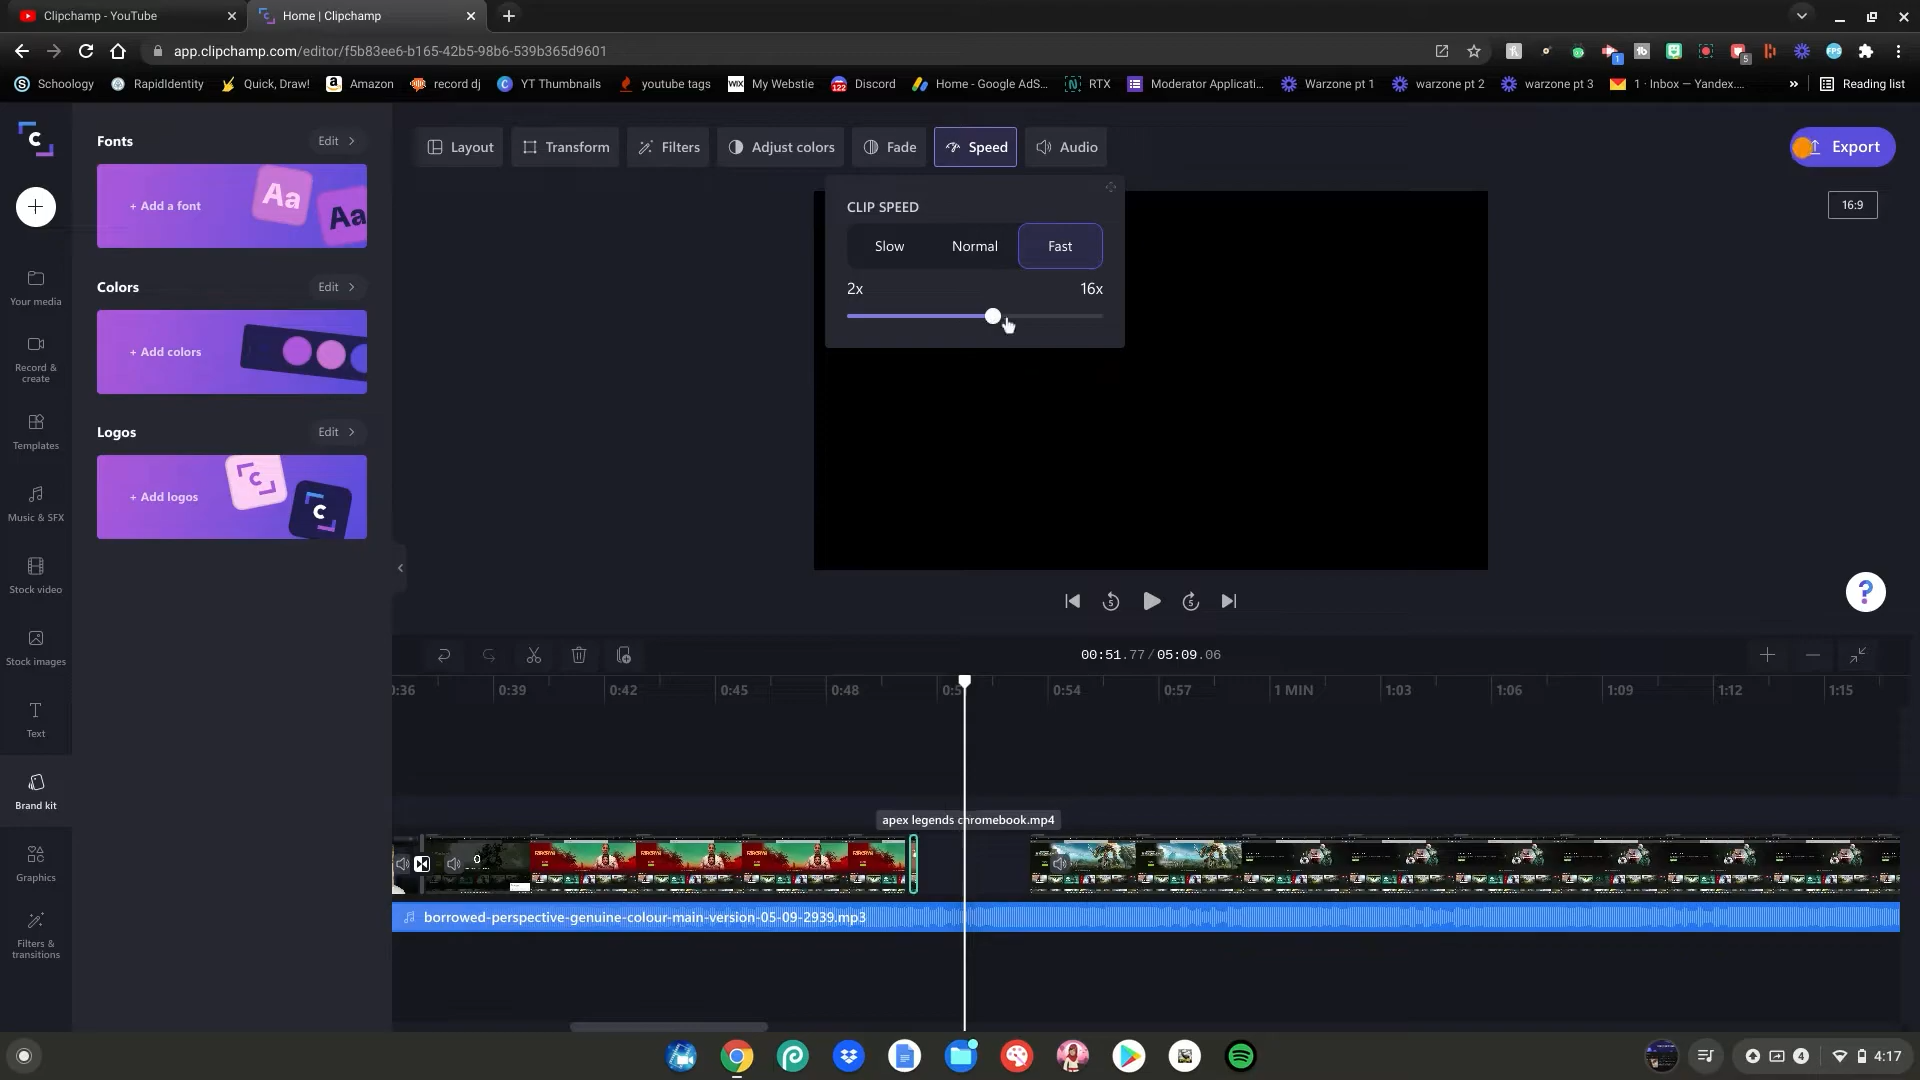 Clipchamp - YouTube
Home | Clipchamp
app.clipchamp.com/editor/f5b83ee6-b165-42b5-98b6-539b365d9601
Schoology
RapidIdentity
Quick, Draw!
Amazon
record dj
YT Thumbnails
youtube tags
WIX
My Webstie
122
Discord
Home - Google AdS...
RTX
Moderator Applicati...
Warzone pt 1
warzone pt 2
warzone pt 3
1 · Inbox — Yandex....
»
Reading list
Fonts
Edit
+ Add a font
Aa
Aa
Colors
Edit
+ Add colors
Logos
Edit
+ Add logos
Your media
Record &
create
Templates
Music & SFX
Stock video
Stock images
Text
Brand kit
Graphics
Filters &
transitions
Layout
Transform
Filters
Adjust colors
Fade
Speed
Audio
Export
16:9
CLIP SPEED
Slow
Normal
Fast
2x
16x
5
5
?
00:51.77 / 05:09.06
0:36
0:39
0:42
0:45
0:48
0:5
0:54
0:57
1 MIN
1:03
1:06
1:09
1:12
1:15
apex legends chromebook.mp4
borrowed-perspective-genuine-colour-main-version-05-09-2939.mp3
4
4:17